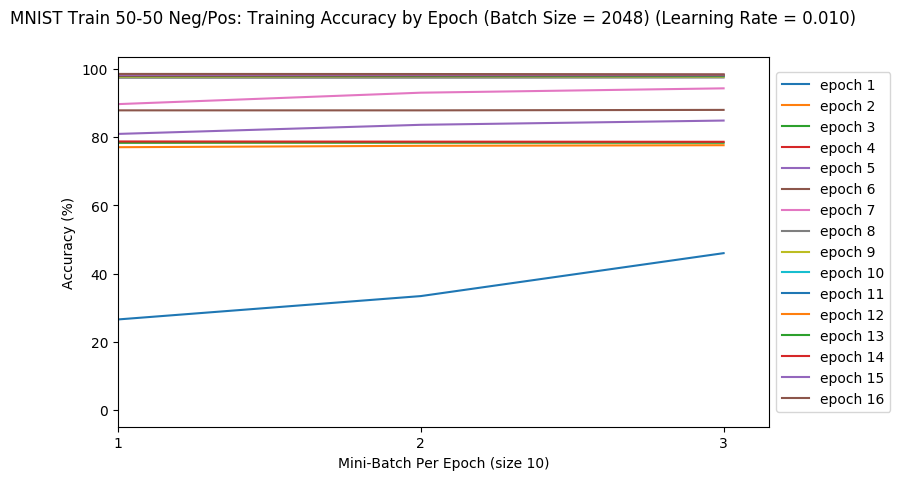 MNIST Train 50-50 Neg/Pos: Training Accuracy by Epoch (Batch Size = 2048) (Learning Rate = 0.010)
100
80
60
40
20
0
Accuracy (%)
1 2 3
Mini-Batch Per Epoch (size 10)
epoch 1
epoch 2
epoch 3
epoch 4
epoch 5
epoch 6
epoch 7
epoch 8
epoch 9
epoch 10
epoch 11
epoch 12
epoch 13
epoch 14
epoch 15
epoch 16